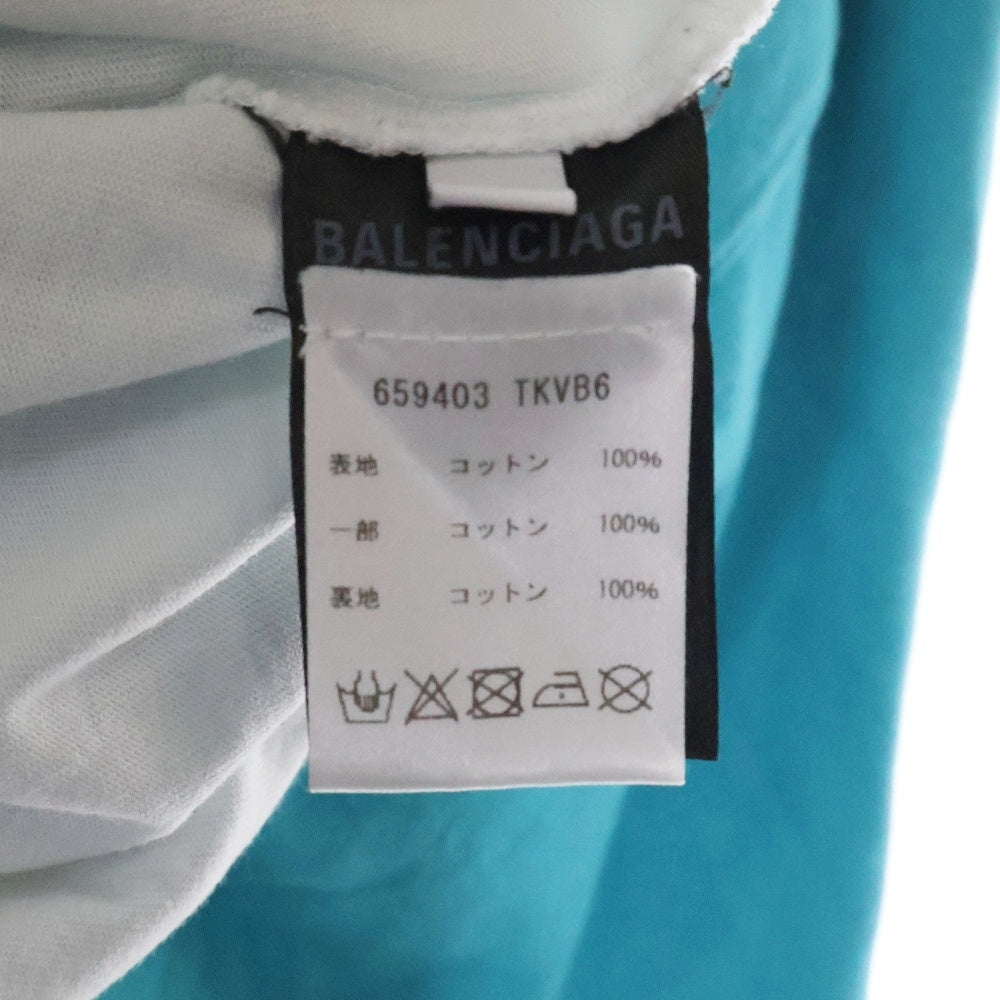 BALENCIAGA
659403 TKVB6
表地 コットン 100%
一部 コットン 100%
裏地 コットン 100%